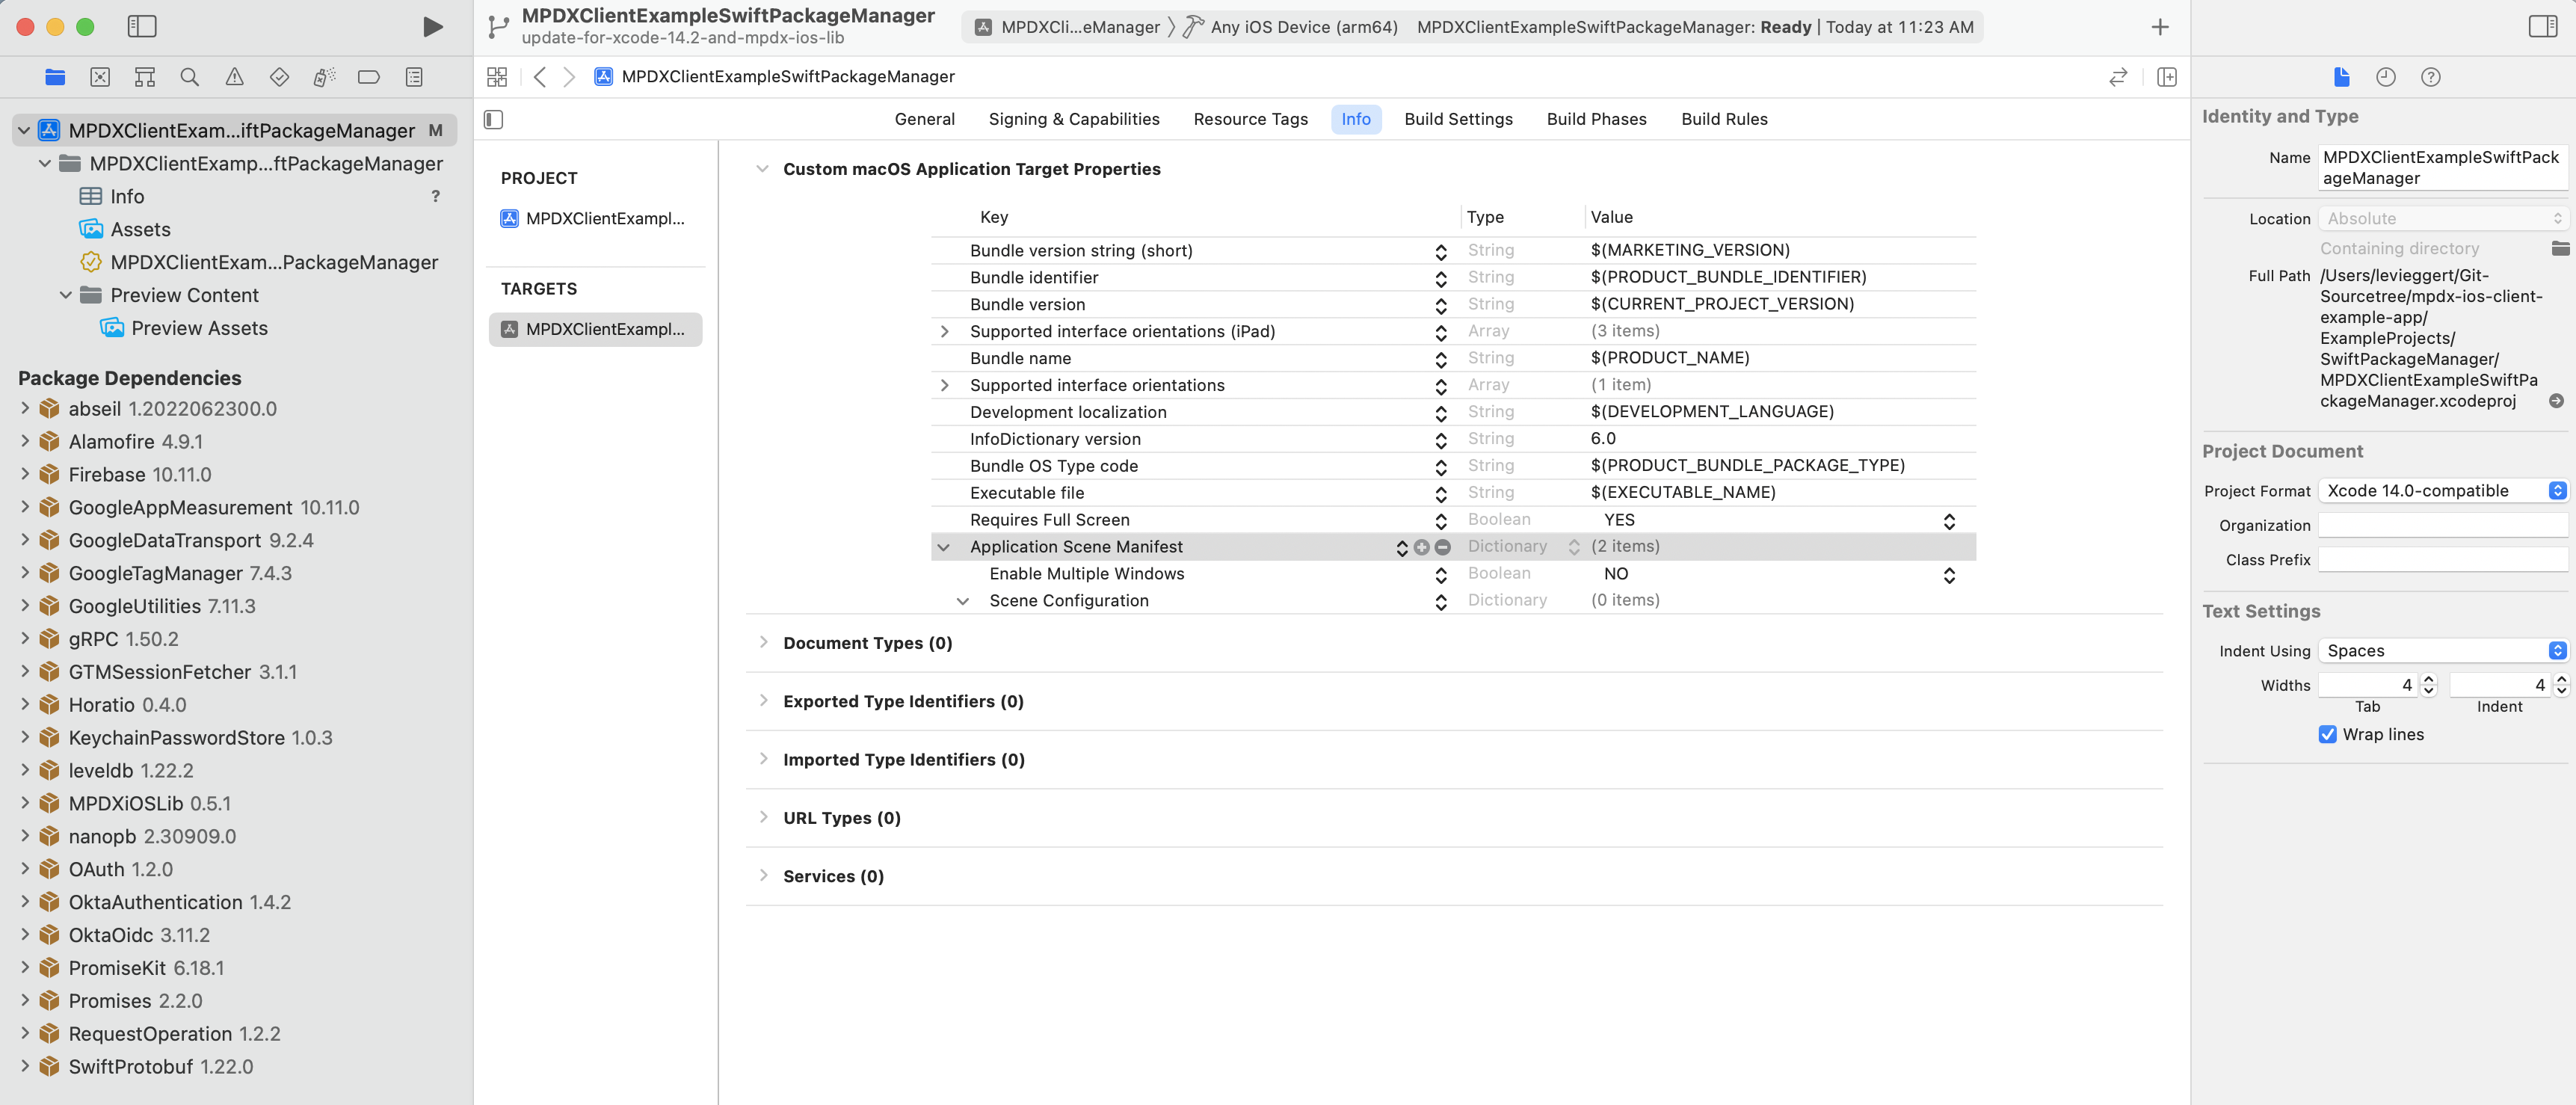 MPDXClientExampleSwiftPackageManager
update-for-xcode-14.2-and-mpdx-ios-lib
MPDXCli...eManager
Any iOS Device (arm64)
MPDXClientExampleSwiftPackageManager: Ready | Today at 11:23 AM
MPDXClientExampleSwiftPackageManager
MPDXClientExam...iftPackageManager M
MPDXClientExamp...ftPackageManager
Info ?
Assets
MPDXClientExam...PackageManager
Preview Content
Preview Assets
Package Dependencies
abseil 1.2022062300.0
Alamofire 4.9.1
Firebase 10.11.0
GoogleAppMeasurement 10.11.0
GoogleDataTransport 9.2.4
GoogleTagManager 7.4.3
GoogleUtilities 7.11.3
gRPC 1.50.2
GTMSessionFetcher 3.1.1
Horatio 0.4.0
KeychainPasswordStore 1.0.3
leveldb 1.22.2
MPDXiOSLib 0.5.1
nanopb 2.30909.0
OAuth 1.2.0
OktaAuthentication 1.4.2
OktaOidc 3.11.2
PromiseKit 6.18.1
Promises 2.2.0
RequestOperation 1.2.2
SwiftProtobuf 1.22.0
General Signing & Capabilities Resource Tags Info Build Settings Build Phases Build Rules
PROJECT
MPDXClientExampl...
TARGETS
MPDXClientExampl...
Custom macOS Application Target Properties
Key Type Value
Bundle version string (short) String $(MARKETING_VERSION)
Bundle identifier String $(PRODUCT_BUNDLE_IDENTIFIER)
Bundle version String $(CURRENT_PROJECT_VERSION)
Supported interface orientations (iPad) Array (3 items)
Bundle name String $(PRODUCT_NAME)
Supported interface orientations Array (1 item)
Development localization String $(DEVELOPMENT_LANGUAGE)
InfoDictionary version String 6.0
Bundle OS Type code String $(PRODUCT_BUNDLE_PACKAGE_TYPE)
Executable file String $(EXECUTABLE_NAME)
Requires Full Screen Boolean YES
Application Scene Manifest Dictionary (2 items)
Enable Multiple Windows Boolean NO
Scene Configuration Dictionary (0 items)
Document Types (0)
Exported Type Identifiers (0)
Imported Type Identifiers (0)
URL Types (0)
Services (0)
Identity and Type
Name MPDXClientExampleSwiftPack
ageManager
Location Absolute
Containing directory
Full Path /Users/levieggert/Git-
Sourcetree/mpdx-ios-client-
example-app/
ExampleProjects/
SwiftPackageManager/
MPDXClientExampleSwiftPa
ckageManager.xcodeproj
Project Document
Project Format Xcode 14.0-compatible
Organization
Class Prefix
Text Settings
Indent Using Spaces
Widths 4 4
Tab Indent
Wrap lines